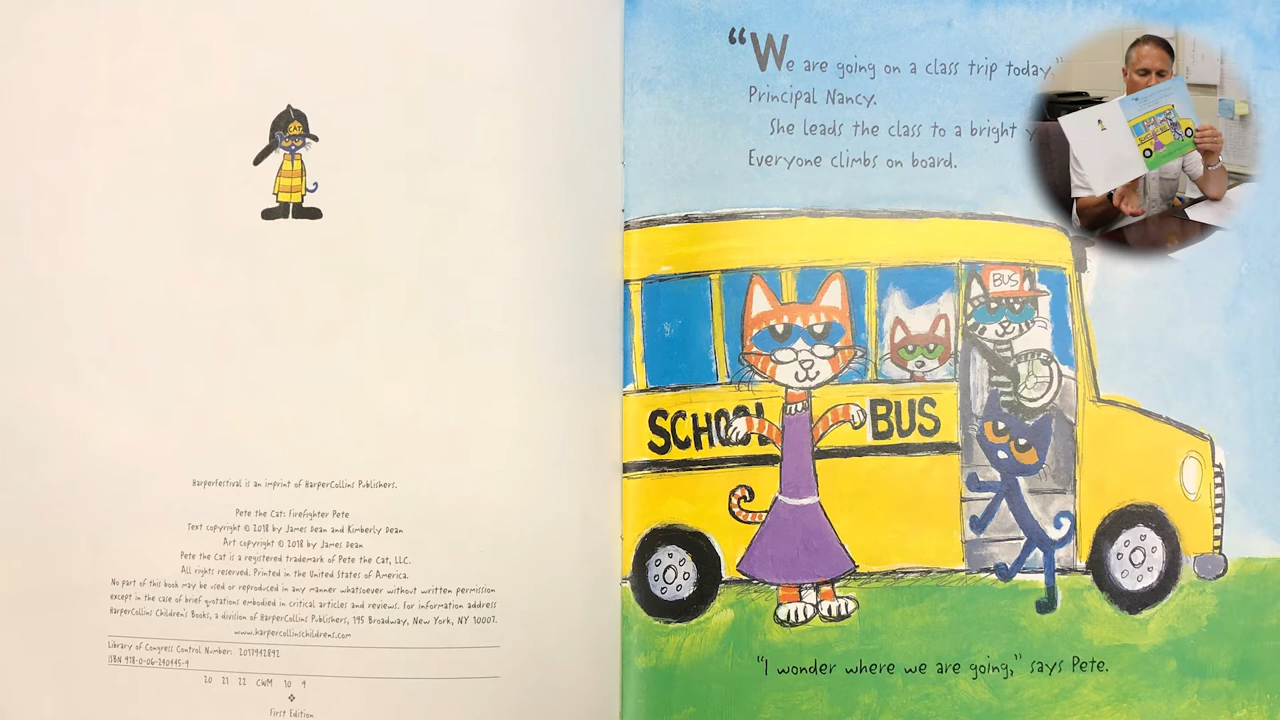 CAT
Harperfestival is an imprint of HarperCollins Publishers.
Pete the Cat: Firefighter Pete
Text copyright © 2018 by James Dean and Kimberly Dean
Art copyright © 2018 by James Dean
Pete the Cat is a registered trademark of Pete the Cat, LLC.
All rights reserved. Printed in the United States of America.
No part of this book may be used or reproduced in any manner whatsoever without written permission
except in the case of brief quotations embodied in critical articles and reviews. For information address
HarperCollins Children's Books, a division of HarperCollins Publishers, 195 Broadway, New York, NY 10007.
www.harpercollinschildrens.com
Library of Congress Control Number: 2017942892
ISBN 978-0-06-240445-9
20 21 22 CWM 10 9
❖
First Edition
“We are going on a class trip today,”
Principal Nancy.
She leads the class to a bright y
Everyone climbs on board.
BUS
SCHOOL BUS
“I wonder where we are going,” says Pete.